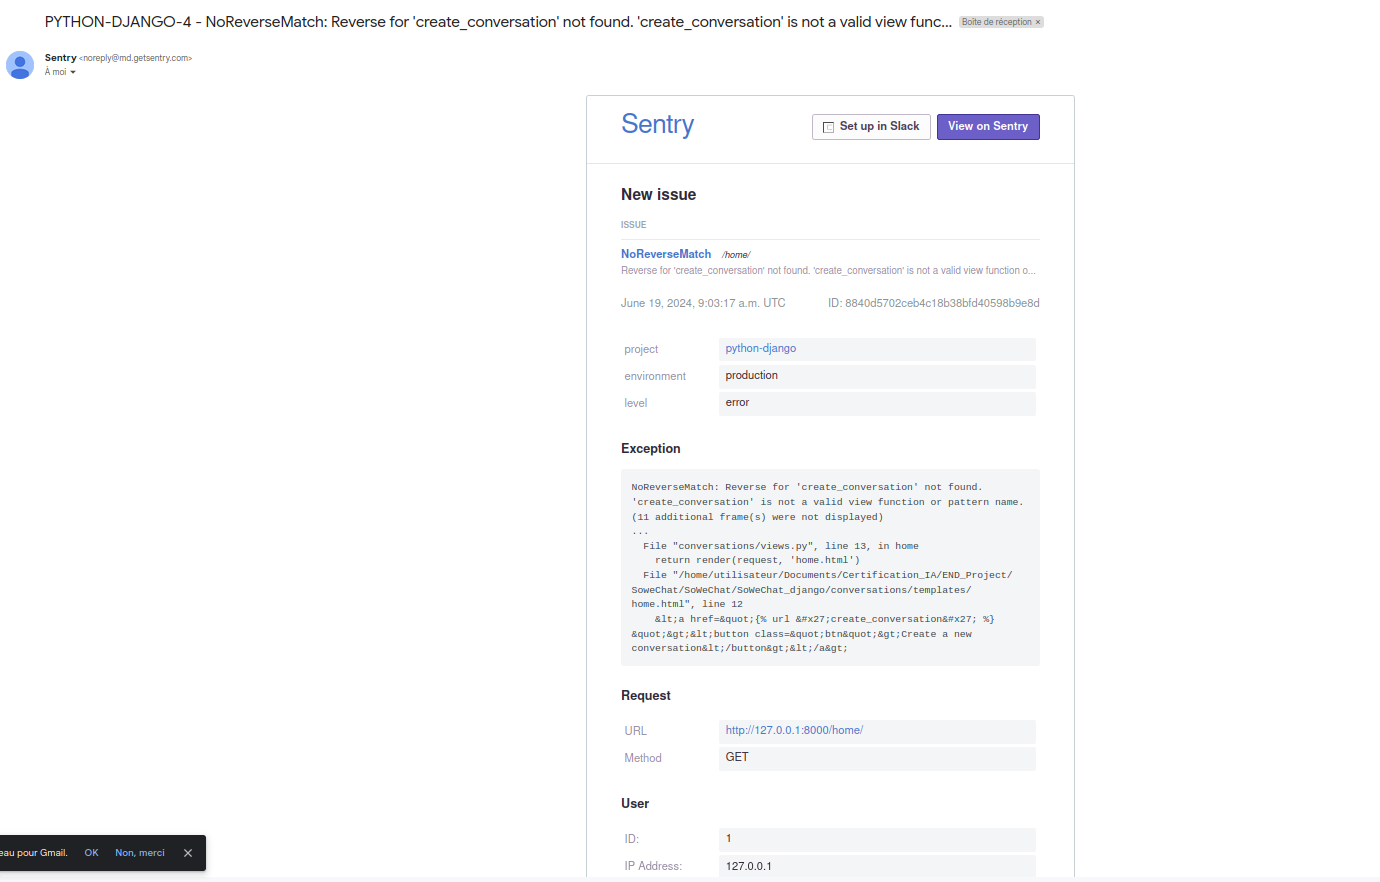 PYTHON-DJANGO-4 - NoReverseMatch: Reverse for 'create_conversation' not found. 'create_conversation' is not a valid view func... Boîte de réception ×
Sentry <noreply@md.getsentry.com>
À moi
Sentry
Set up in Slack
View on Sentry
New issue
ISSUE
NoReverseMatch /home/
Reverse for 'create_conversation' not found. 'create_conversation' is not a valid view function o...
June 19, 2024, 9:03:17 a.m. UTC ID: 8840d5702ceb4c18b38bfd40598b9e8d
project python-django
environment production
level error
Exception
NoReverseMatch: Reverse for 'create_conversation' not found.
'create_conversation' is not a valid view function or pattern name.
(11 additional frame(s) were not displayed)
...
File "conversations/views.py", line 13, in home
return render(request, 'home.html')
File "/home/utilisateur/Documents/Certification_IA/END_Project/
SoweChat/SoWeChat/SoWeChat_django/conversations/templates/
home.html", line 12
&lt;a href=&quot;{% url &#x27;create_conversation&#x27; %}
&quot;&gt;&lt;button class=&quot;btn&quot;&gt;Create a new
conversation&lt;/button&gt;&lt;/a&gt;
Request
URL http://127.0.0.1:8000/home/
Method GET
User
ID: 1
IP Address: 127.0.0.1
eau pour Gmail. OK Non, merci ×